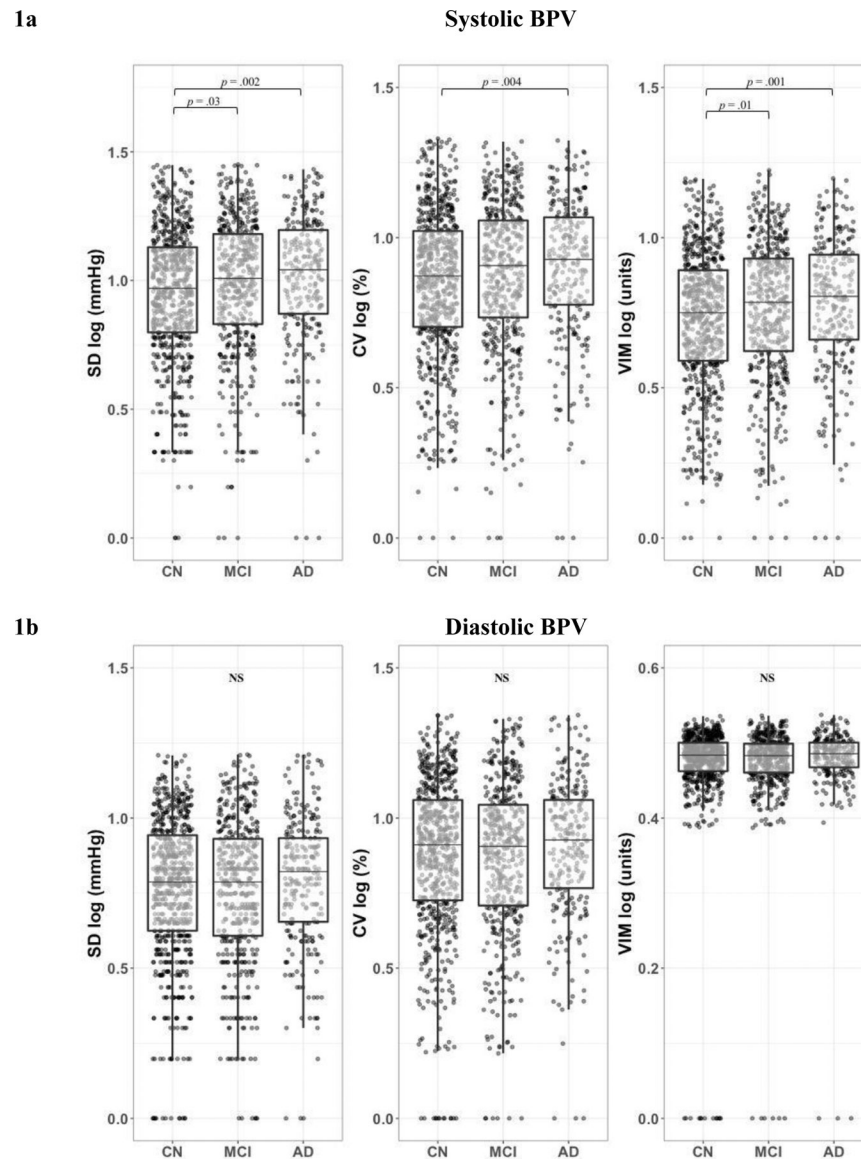 1a Systolic BPV
1.5
1.0
0.5
0.0
SD log (mmHg)
p = .002
p = .03
CN MCI AD
1.5
1.0
0.5
0.0
CV log (%)
p = .004
CN MCI AD
1.5
1.0
0.5
0.0
VIM log (units)
p = .001
p = .01
CN MCI AD
1b Diastolic BPV
1.5
1.0
0.5
0.0
SD log (mmHg)
NS
CN MCI AD
1.5
1.0
0.5
0.0
CV log (%)
NS
CN MCI AD
0.6
0.4
0.2
0.0
VIM log (units)
NS
CN MCI AD